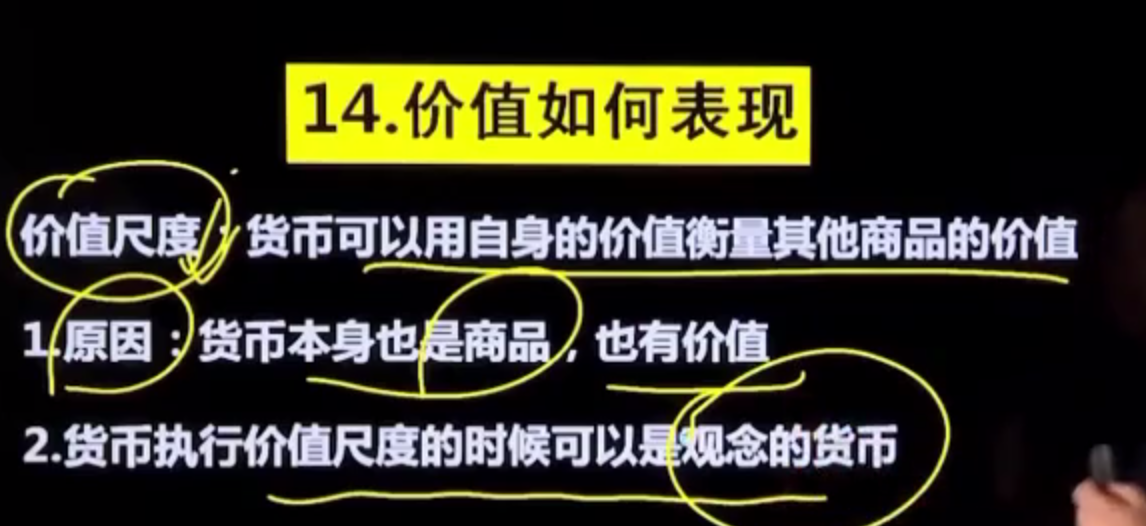 14.价值如何表现
价值尺度：货币可以用自身的价值衡量其他商品的价值
1.原因：货币本身也是商品，也有价值
2.货币执行价值尺度的时候可以是观念的货币